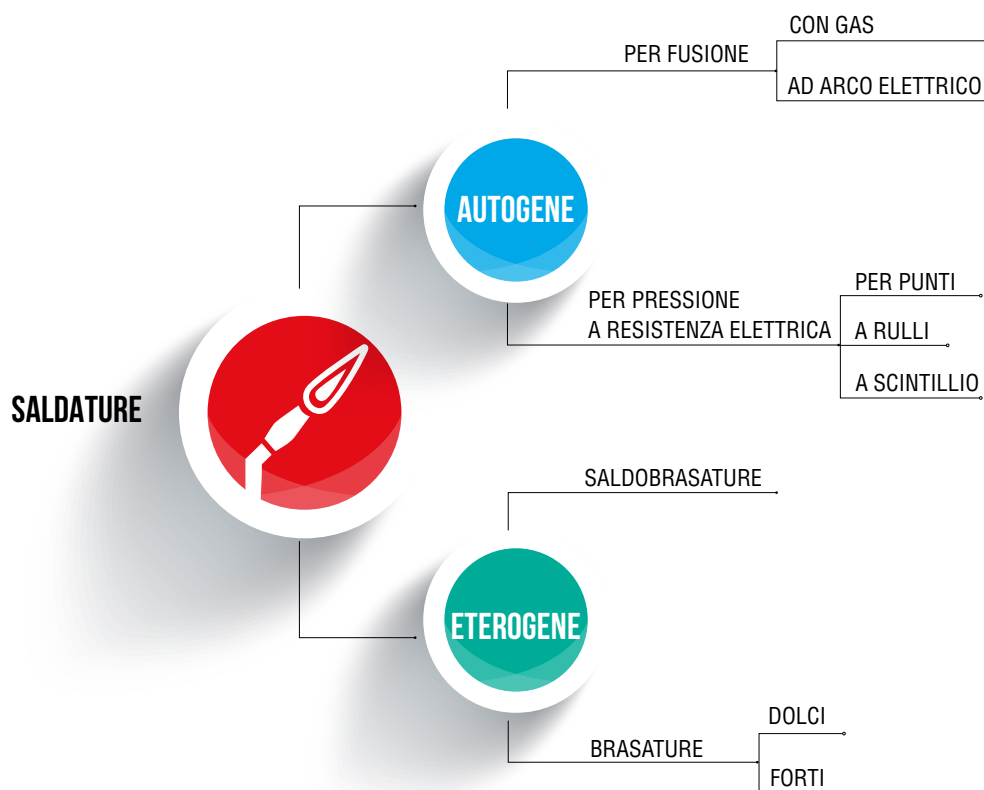 SALDATURE
AUTOGENE
PER FUSIONE
CON GAS
AD ARCO ELETTRICO
PER PRESSIONE
A RESISTENZA ELETTRICA
PER PUNTI
A RULLI
A SCINTILLIO
ETEROGENE
SALDOBRASATURE
BRASATURE
DOLCI
FORTI